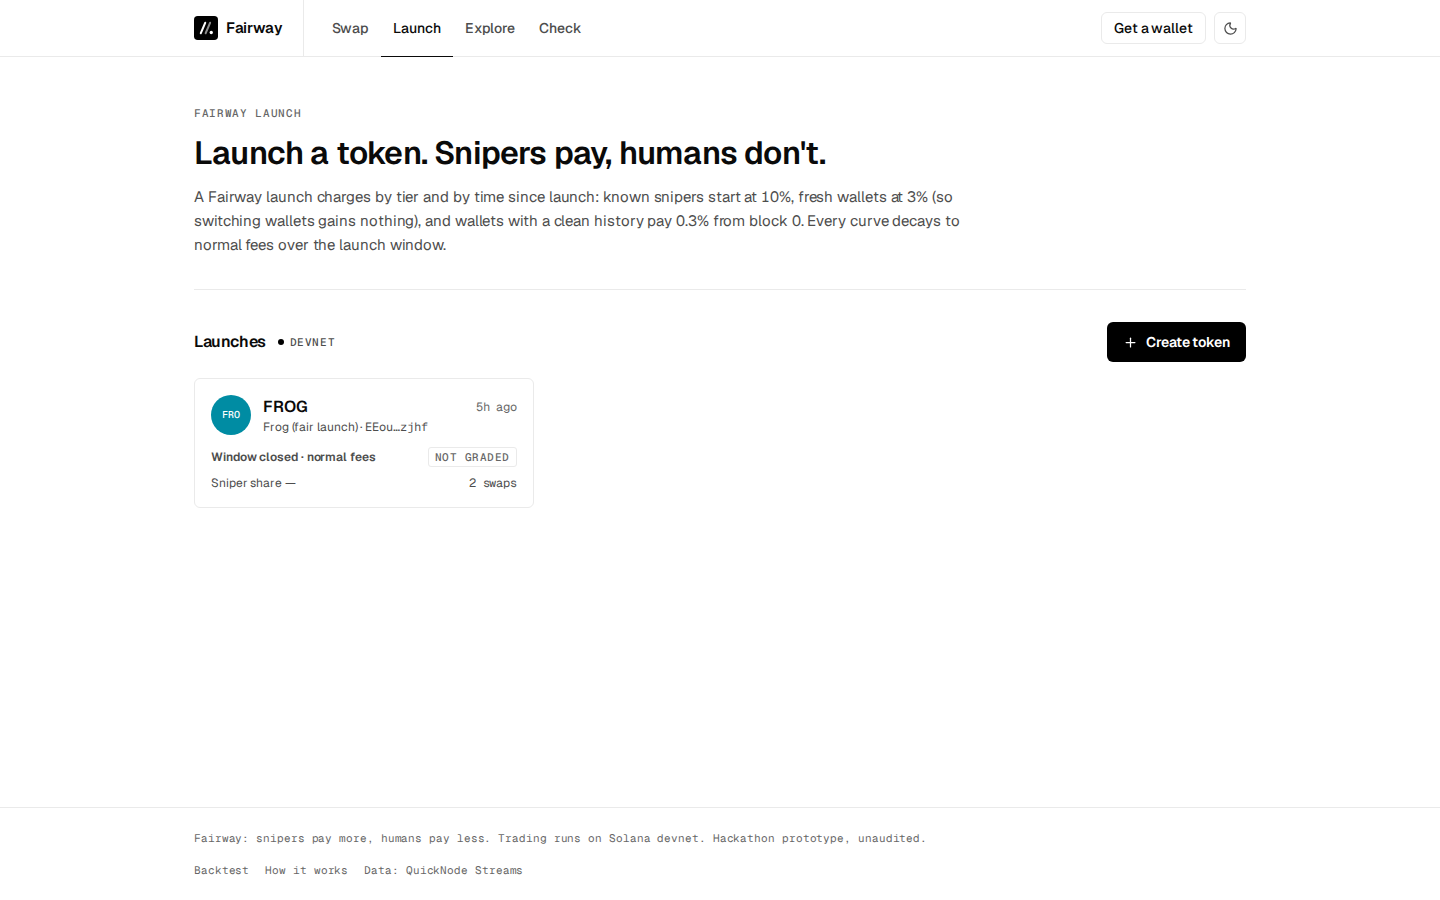 Fairway
Swap
Launch
Explore
Check
Get a wallet
FAIRWAY LAUNCH
Launch a token. Snipers pay, humans don't.
A Fairway launch charges by tier and by time since launch: known snipers start at 10%, fresh wallets at 3% (so
switching wallets gains nothing), and wallets with a clean history pay 0.3% from block 0. Every curve decays to
normal fees over the launch window.
Launches
DEVNET
Create token
FRO
FROG
5h ago
Frog (fair launch) · EEou…zjhf
Window closed · normal fees
NOT GRADED
Sniper share —
2 swaps
Fairway: snipers pay more, humans pay less. Trading runs on Solana devnet. Hackathon prototype, unaudited.
Backtest
How it works
Data: QuickNode Streams